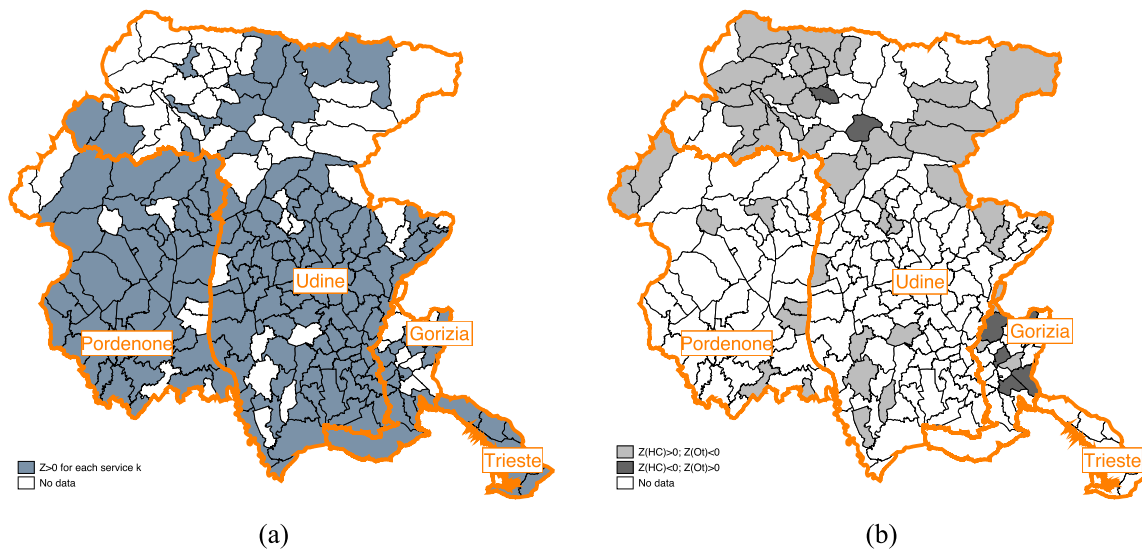 Udine
Gorizia
Pordenone
Trieste
Z>0 for each service k
No data
(a)
Udine
Gorizia
Pordenone
Trieste
Z(HC)>0; Z(Ot)<0
Z(HC)<0; Z(Ot)>0
No data
(b)